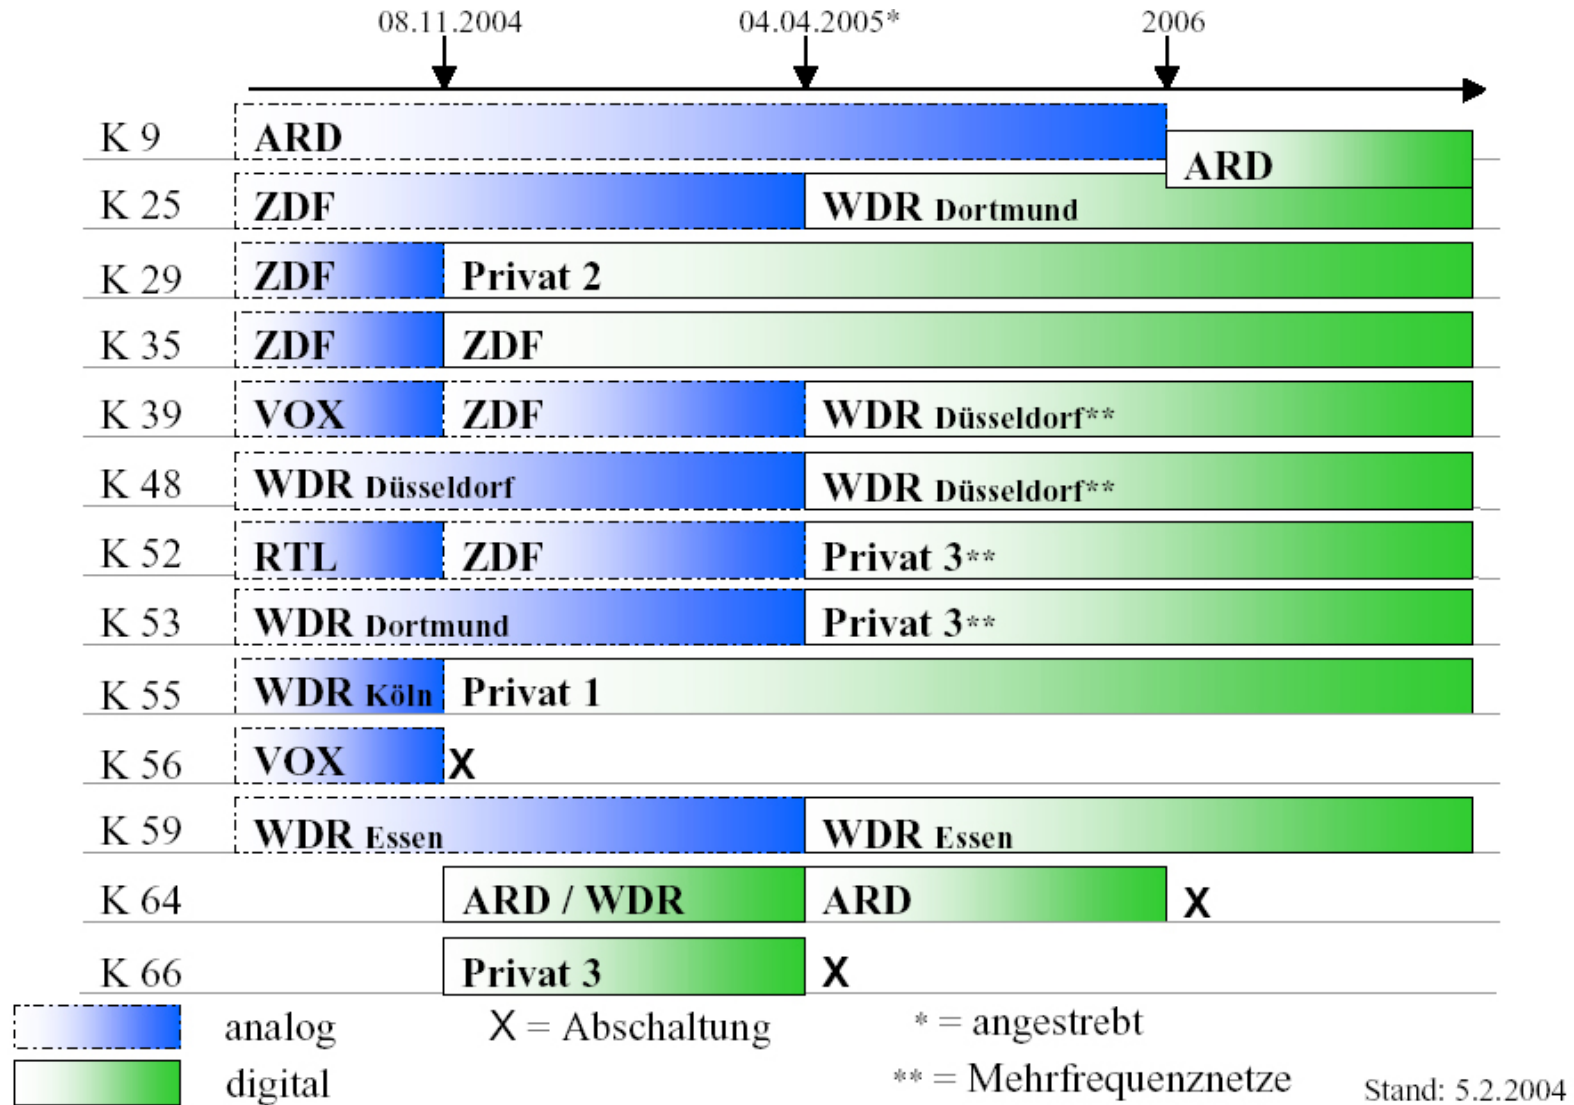 08.11.2004 04.04.2005* 2006
K 9 ARD ARD
K 25 ZDF WDR Dortmund
K 29 ZDF Privat 2
K 35 ZDF ZDF
K 39 VOX ZDF WDR Düsseldorf**
K 48 WDR Düsseldorf WDR Düsseldorf**
K 52 RTL ZDF Privat 3**
K 53 WDR Dortmund Privat 3**
K 55 WDR Köln Privat 1
K 56 VOX X
K 59 WDR Essen WDR Essen
K 64 ARD / WDR ARD X
K 66 Privat 3 X
analog X = Abschaltung * = angestrebt
digital ** = Mehrfrequenznetze Stand: 5.2.2004